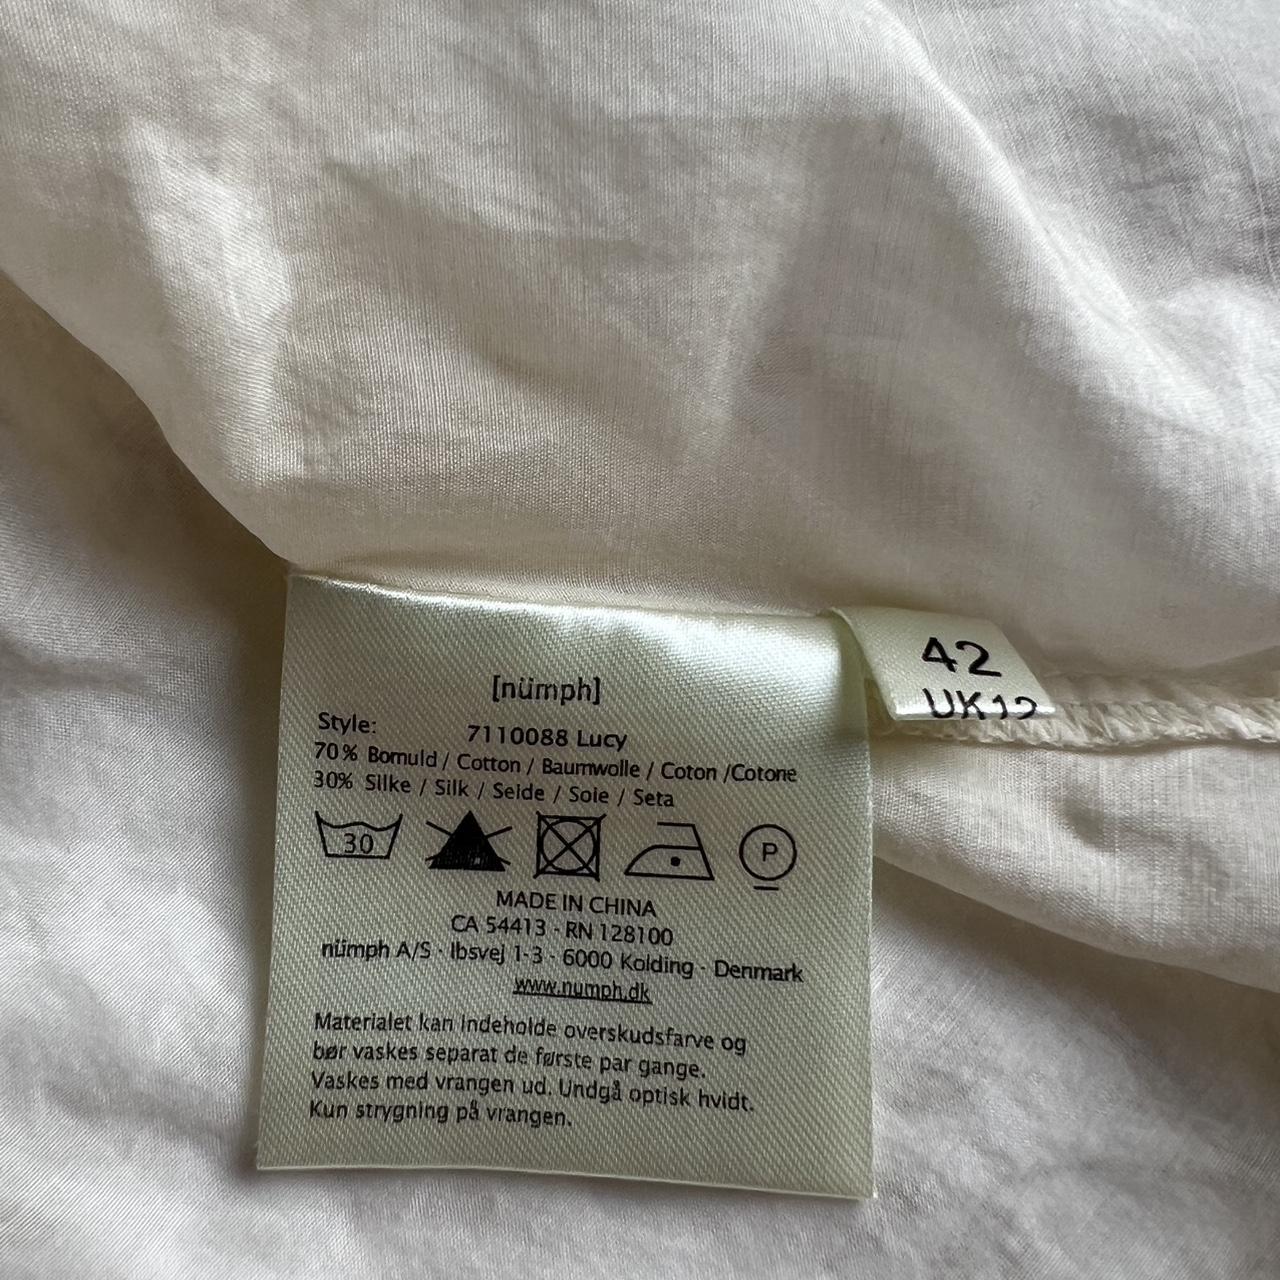 [nümph]
Style: 7110088 Lucy
70% Bomuld / Cotton / Baumwolle / Coton /Cotone
30% Silke / Silk / Seide / Soie / Seta
30
P
MADE IN CHINA
CA 54413 - RN 128100
nümph A/S · Ibsvej 1-3 - 6000 Kolding - Denmark
www.numph.dk
Materialet kan indeholde overskudsfarve og
bør vaskes separat de første par gange.
Vaskes med vrangen ud. Undgå optisk hvidt.
Kun strygning på vrangen.
42
UK12